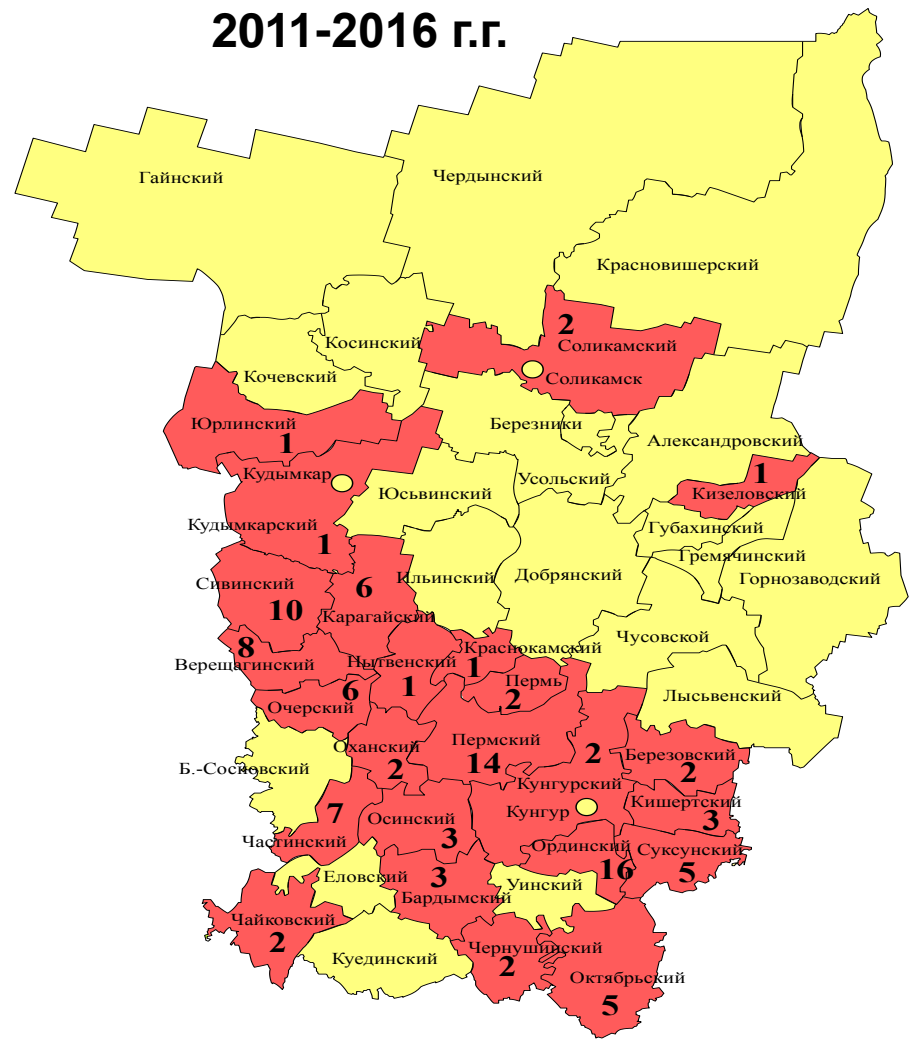 2011-2016 г.г.
Гайнский
Чердынский
Красновишерский
2
Косинский
Соликамский
Кочевский
Соликамск
Юрлинский
1
Березники
Александровский
Кудымкар
1
Юсьвинский
Усольский
Кизеловский
Кудымкарский
1
Губахинский
Гремячинский
Сивинский
10
6
Ильинский
Добрянский
Горнозаводский
Карагайский
8
Чусовской
Верещагинский
Нытвенский
Краснокамский
1
6
1
Пермь
2
Лысьвенский
Очерский
Оханский
2
Пермский
14
2
Березовский
2
Б.-Сосновский
Кунгурский
7
Осинский
3
Кунгур
Кишертский
3
Частинский
Ординский
16
Суксунский
5
Еловский
3
Бардымский
Уинский
Чайковский
2
Куединский
Чернушинский
2
Октябрьский
5